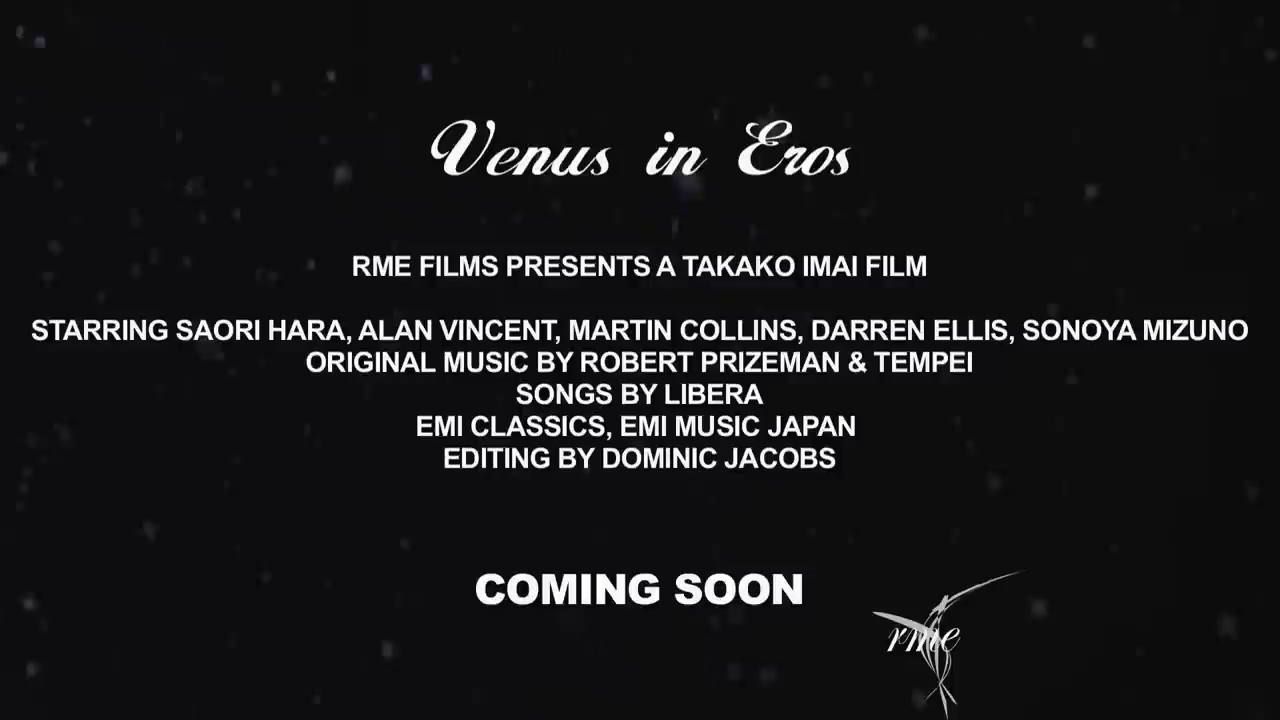 Venus in Eros
RME FILMS PRESENTS A TAKAKO IMAI FILM
STARRING SAORI HARA, ALAN VINCENT, MARTIN COLLINS, DARREN ELLIS, SONOYA MIZUNO
ORIGINAL MUSIC BY ROBERT PRIZEMAN & TEMPEI
SONGS BY LIBERA
EMI CLASSICS, EMI MUSIC JAPAN
EDITING BY DOMINIC JACOBS
COMING SOON
rme